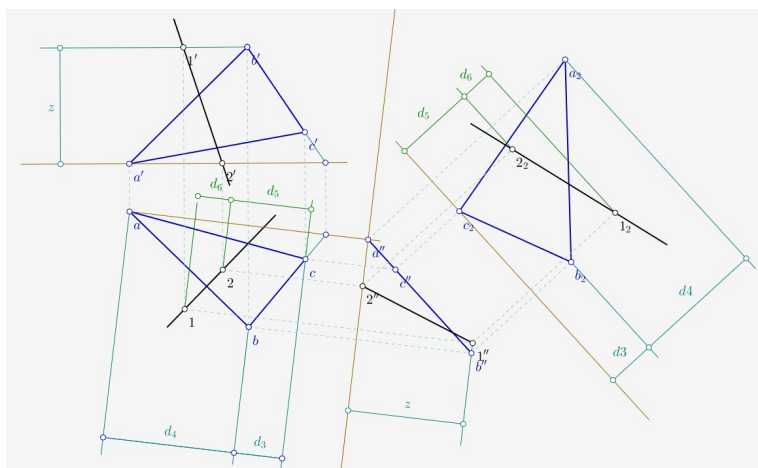 1′
b′
z
c′
a′
2′
d₆
d₅
a
2
c
1
b
d₄
d₃
a″
c″
2″
1″
b″
z
d₆
d₅
a₂
2₂
c₂
1₂
b₂
d4
d3